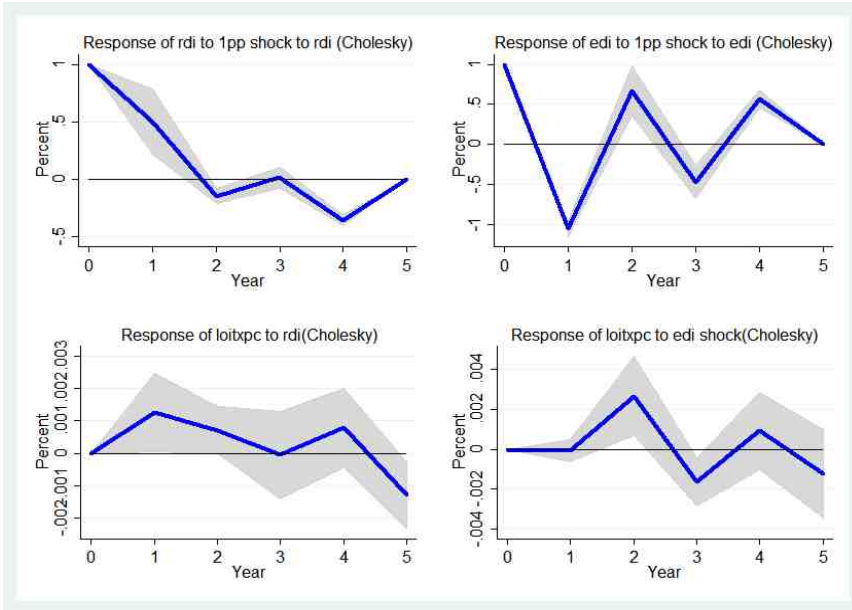 Response of rdi to 1pp shock to rdi (Cholesky)
Percent
1
.5
0
-.5
0 1 2 3 4 5
Year
Response of edi to 1pp shock to edi (Cholesky)
Percent
1
.5
0
-.5
-1
0 1 2 3 4 5
Year
Response of loitxpc to rdi(Cholesky)
Percent
-.002.001 0 .001.002.003
0 1 2 3 4 5
Year
Response of loitxpc to edi shock(Cholesky)
Percent
-.004-.002 0 .002 .004
0 1 2 3 4 5
Year